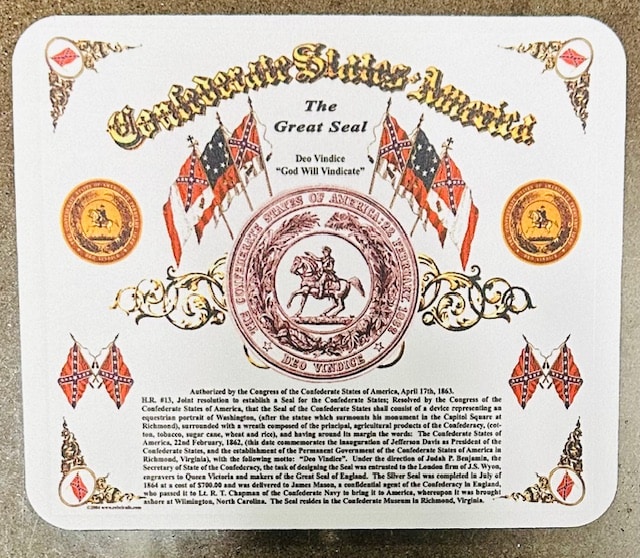 Confederate States of America
The
Great Seal
Deo Vindice
"God Will Vindicate"
THE CONFEDERATE STATES OF AMERICA: 22 FEBRUARY 1862
DEO VINDICE
Authorized by the Congress of the Confederate States of America, April 17th, 1863.
H.R. #13, Joint resolution to establish a Seal for the Confederate States; Resolved by the Congress of the
Confederate States of America, that the Seal of the Confederate States shall consist of a device representing an
equestrian portrait of Washington, (after the statue which surmounts his monument in the Capitol Square at
Richmond), surrounded with a wreath composed of the principal, agricultural products of the Confederacy, (cot-
ton, tobacco, sugar cane, wheat and rice), and having around its margin the words: The Confederate States of
America, 22nd February, 1862, (this date commemorates the inauguration of Jefferson Davis as President of the
Confederate States, and the establishment of the Permanent Government of the Confederate States of America in
Richmond, Virginia), with the following motto: "Deo Vindice". Under the direction of Judah P. Benjamin, the
Secretary of State of the Confederacy, the task of designing the Seal was entrusted to the London firm of J.S. Wyon,
engravers to Queen Victoria and makers of the Great Seal of England. The Silver Seal was completed in July of
1864 at a cost of $700.00 and was delivered to James Mason, a confidential agent of the Confederacy in England,
who passed it to Lt. R. T. Chapman of the Confederate Navy to bring it to America, whereupon it was brought
ashore at Wilmington, North Carolina. The Seal resides in the Confederate Museum in Richmond, Virginia.